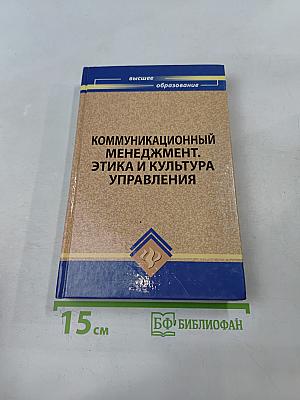 высшее
образование
КОММУНИКАЦИОННЫЙ
МЕНЕДЖМЕНТ.
ЭТИКА И КУЛЬТУРА
УПРАВЛЕНИЯ
15 см
БФ БИБЛИОФАН